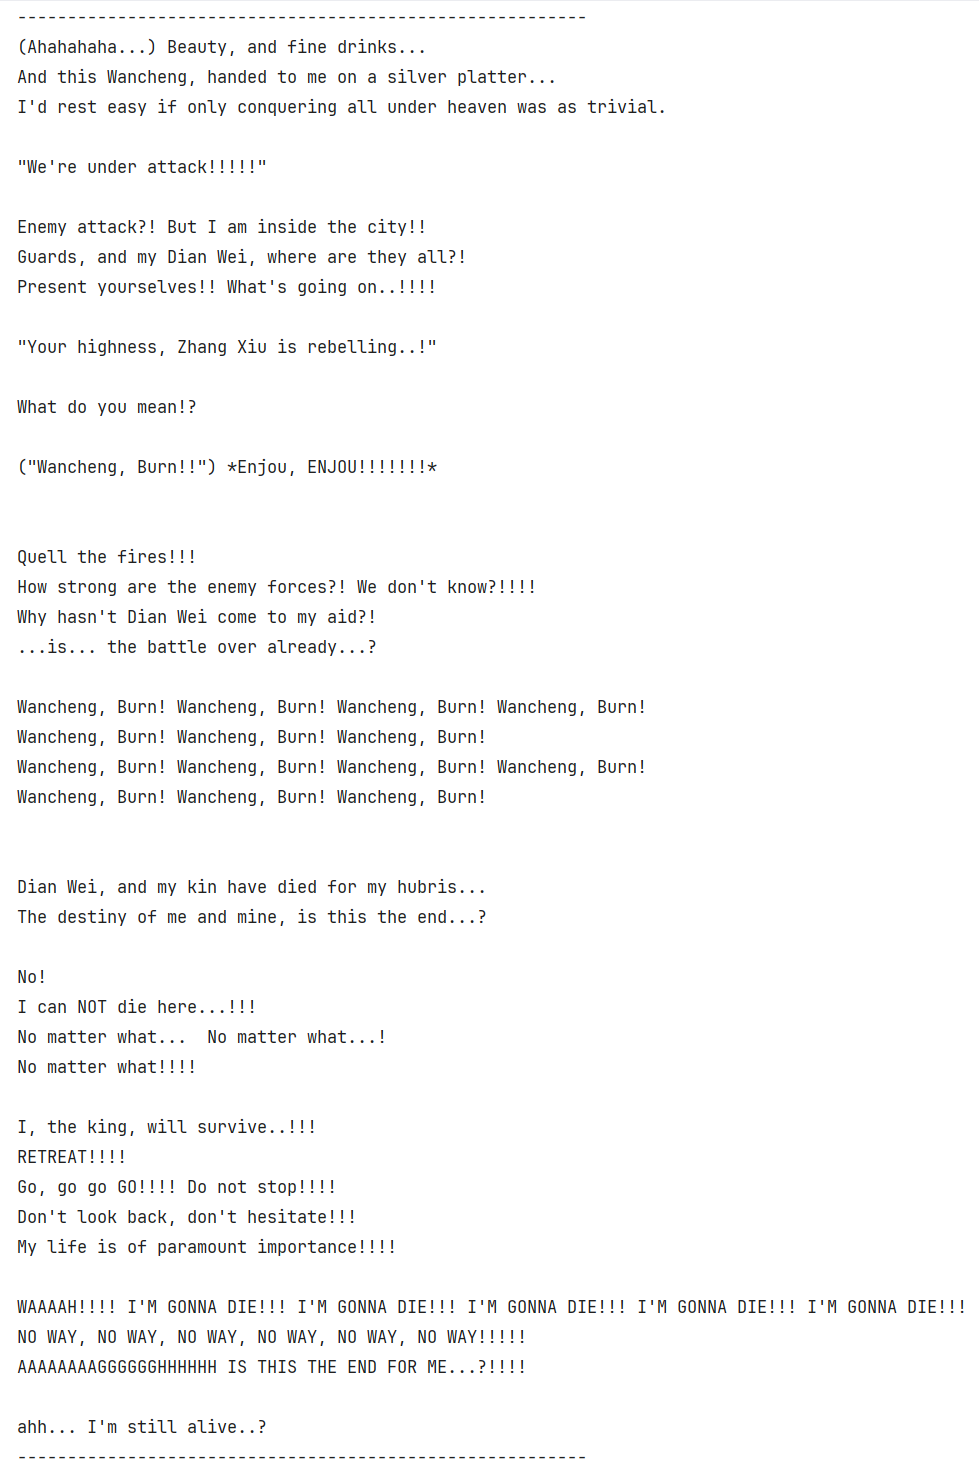 ---------------------------------------------------------
(Ahahahaha...) Beauty, and fine drinks...
And this Wancheng, handed to me on a silver platter...
I'd rest easy if only conquering all under heaven was as trivial.
"We're under attack!!!!!"
Enemy attack?! But I am inside the city!!
Guards, and my Dian Wei, where are they all?!
Present yourselves!! What's going on..!!!!
"Your highness, Zhang Xiu is rebelling..!"
What do you mean!?
("Wancheng, Burn!!") *Enjou, ENJOU!!!!!!!*
Quell the fires!!!
How strong are the enemy forces?! We don't know?!!!!
Why hasn't Dian Wei come to my aid?!
...is... the battle over already...?
Wancheng, Burn! Wancheng, Burn! Wancheng, Burn! Wancheng, Burn!
Wancheng, Burn! Wancheng, Burn! Wancheng, Burn!
Wancheng, Burn! Wancheng, Burn! Wancheng, Burn! Wancheng, Burn!
Wancheng, Burn! Wancheng, Burn! Wancheng, Burn!
Dian Wei, and my kin have died for my hubris...
The destiny of me and mine, is this the end...?
No!
I can NOT die here...!!!
No matter what...  No matter what...!
No matter what!!!!
I, the king, will survive..!!!
RETREAT!!!!
Go, go go GO!!!! Do not stop!!!!
Don't look back, don't hesitate!!!
My life is of paramount importance!!!!
WAAAAH!!!! I'M GONNA DIE!!! I'M GONNA DIE!!! I'M GONNA DIE!!! I'M GONNA DIE!!! I'M GONNA DIE!!!
NO WAY, NO WAY, NO WAY, NO WAY, NO WAY, NO WAY!!!!!
AAAAAAAAGGGGGGHHHHHH IS THIS THE END FOR ME...?!!!!
ahh... I'm still alive..?
---------------------------------------------------------